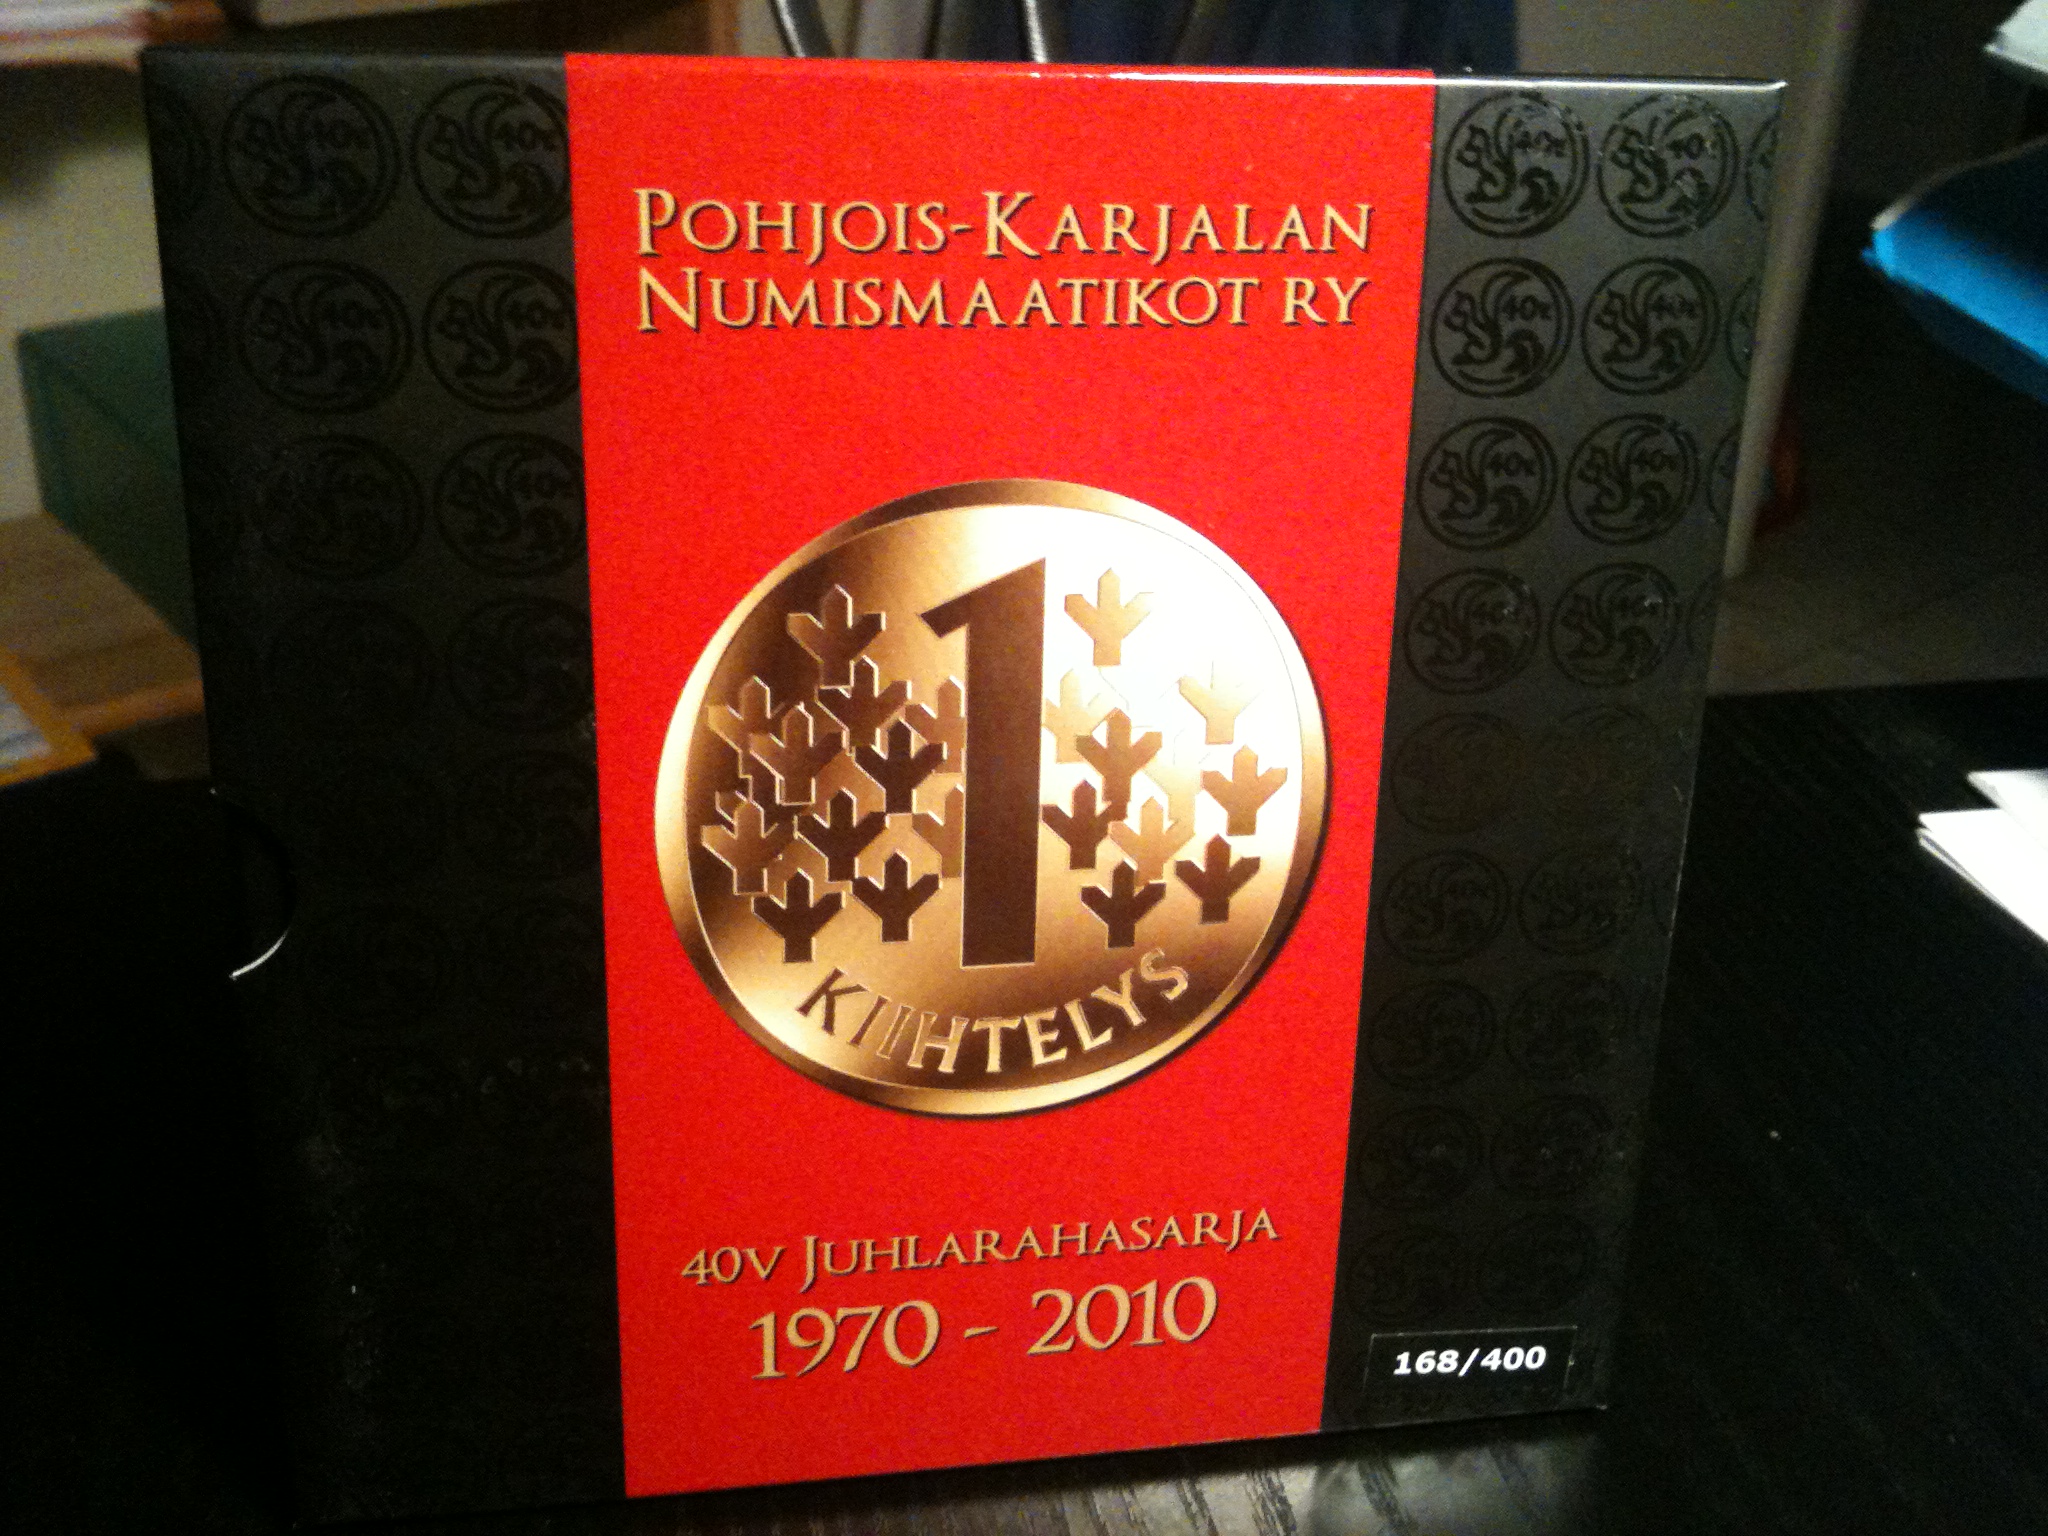 POHJOIS-KARJALAN
NUMISMAATIKOT RY
1
KIIHTELYS
40V JUHLARAHASARJA
1970 - 2010
168/400